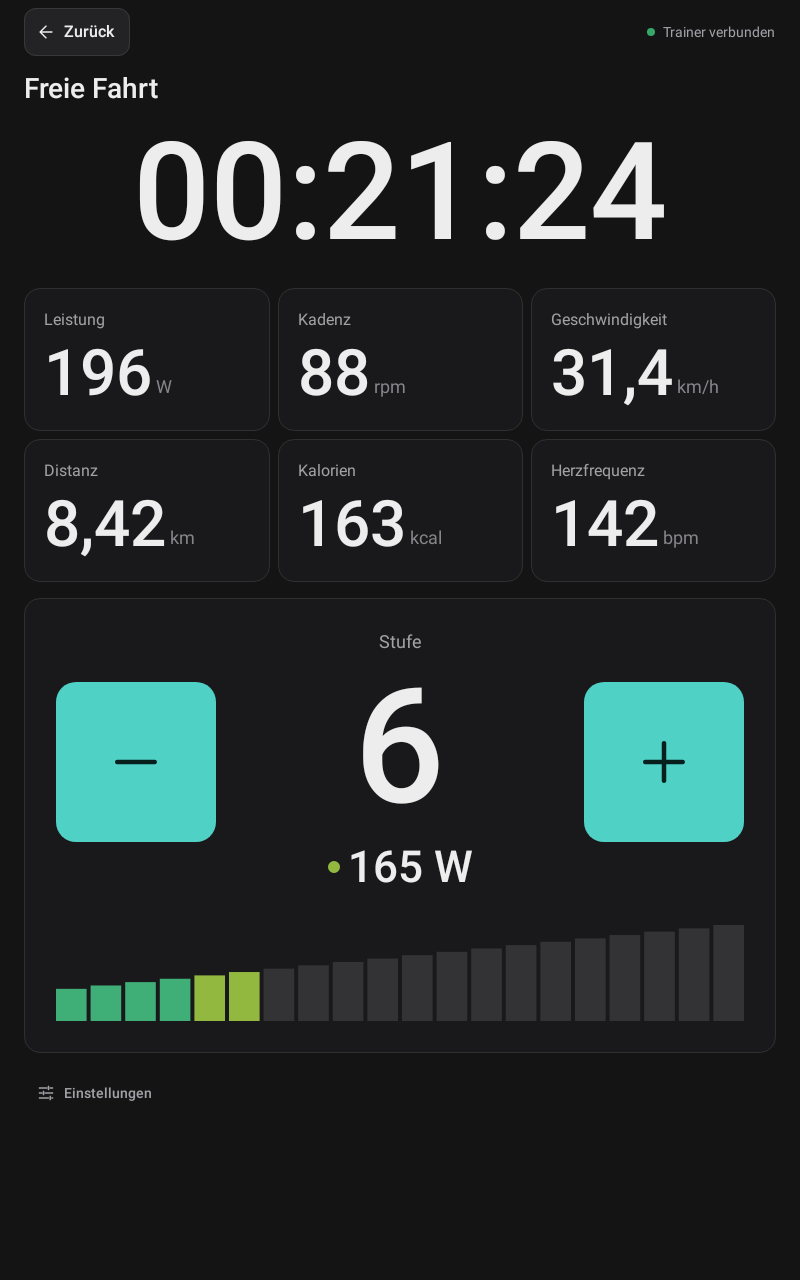 Zurück
Trainer verbunden
Freie Fahrt
00:21:24
Leistung
196 W
Kadenz
88 rpm
Geschwindigkeit
31,4 km/h
Distanz
8,42 km
Kalorien
163 kcal
Herzfrequenz
142 bpm
Stufe
6
165 W
Einstellungen